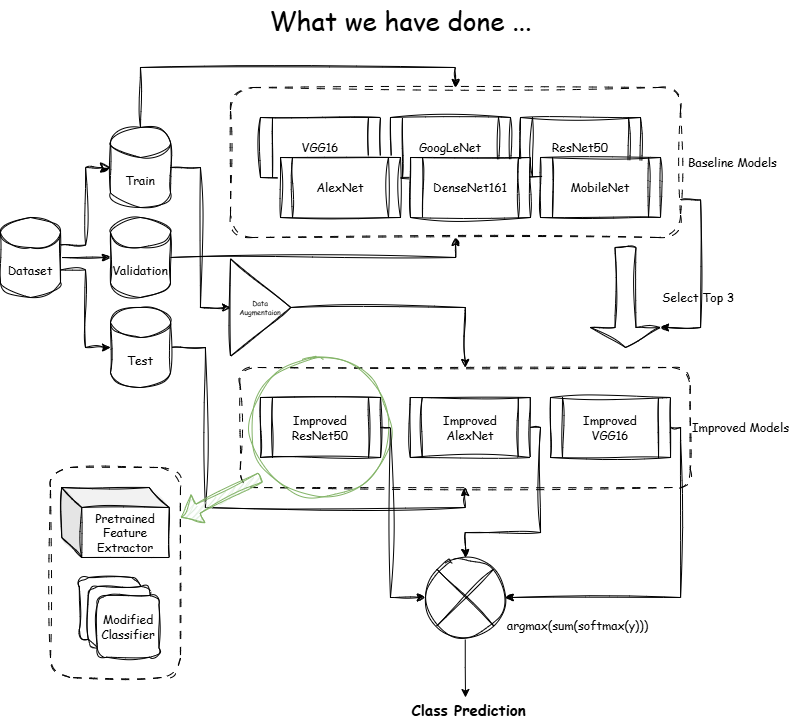 What we have done ...
VGG16
GoogLeNet
ResNet50
Train
AlexNet
DenseNet161
MobileNet
Baseline Models
Dataset
Validation
Select Top 3
Data
Augmentaion
Test
Improved
ResNet50
Improved
AlexNet
Improved
VGG16
Improved Models
Pretrained
Feature
Extractor
Modified
Classifier
argmax(sum(softmax(y)))
Class Prediction